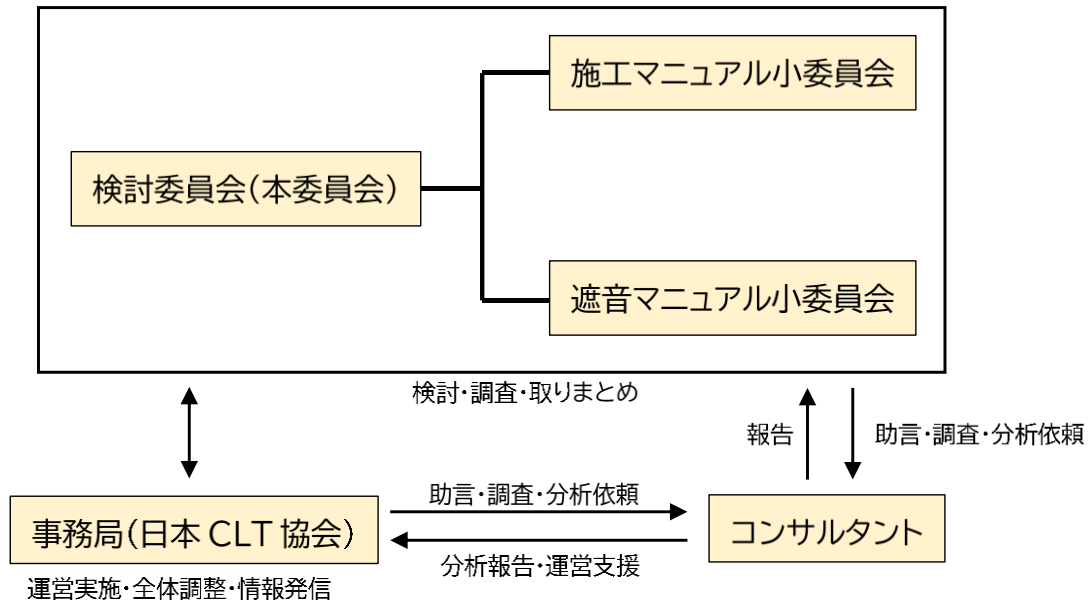 施工マニュアル小委員会
検討委員会(本委員会)
遮音マニュアル小委員会
検討・調査・取りまとめ
報告
助言・調査・分析依頼
助言・調査・分析依頼
事務局(日本 CLT 協会)
コンサルタント
分析報告・運営支援
運営実施・全体調整・情報発信